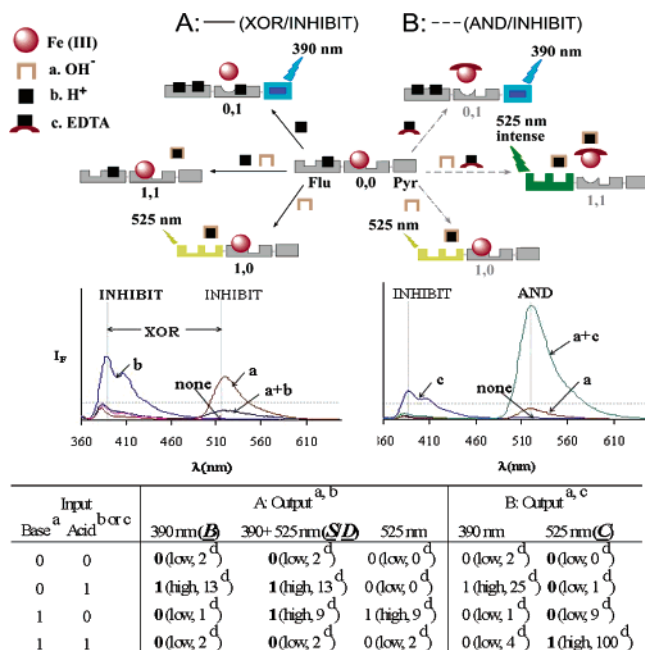 A: — (XOR/INHIBIT)
B: --- (AND/INHIBIT)
Fe (III)
a. OH⁻
b. H⁺
c. EDTA
390 nm
0,1
390 nm
0,1
525 nm
intense
1,1
Flu
0,0
Pyr
1,1
525 nm
1,0
525 nm
1,0
INHIBIT
INHIBIT
XOR
b
none
a
a+b
I_F
360 410 460 510 560 610
λ(nm)
INHIBIT
AND
a+c
c
none
a
360 410 460 510 560 610
λ(nm)
Input A: Output a, b B: Output a, c
Base a Acid b or c 390 nm (B) 390+ 525 nm (S/D) 525 nm 390 nm 525 nm (C)
0 0 0 (low, 2 d) 0 (low, 2 d) 0 (low, 0 d) 0 (low, 2 d) 0 (low, 0 d)
0 1 1 (high, 13 d) 1 (high, 13 d) 0 (low, 0 d) 1 (high, 25 d) 0 (low, 1 d)
1 0 0 (low, 1 d) 1 (high, 9 d) 1 (high, 9 d) 0 (low, 1 d) 0 (low, 9 d)
1 1 0 (low, 2 d) 0 (low, 2 d) 0 (low, 2 d) 0 (low, 4 d) 1 (high, 100 d)